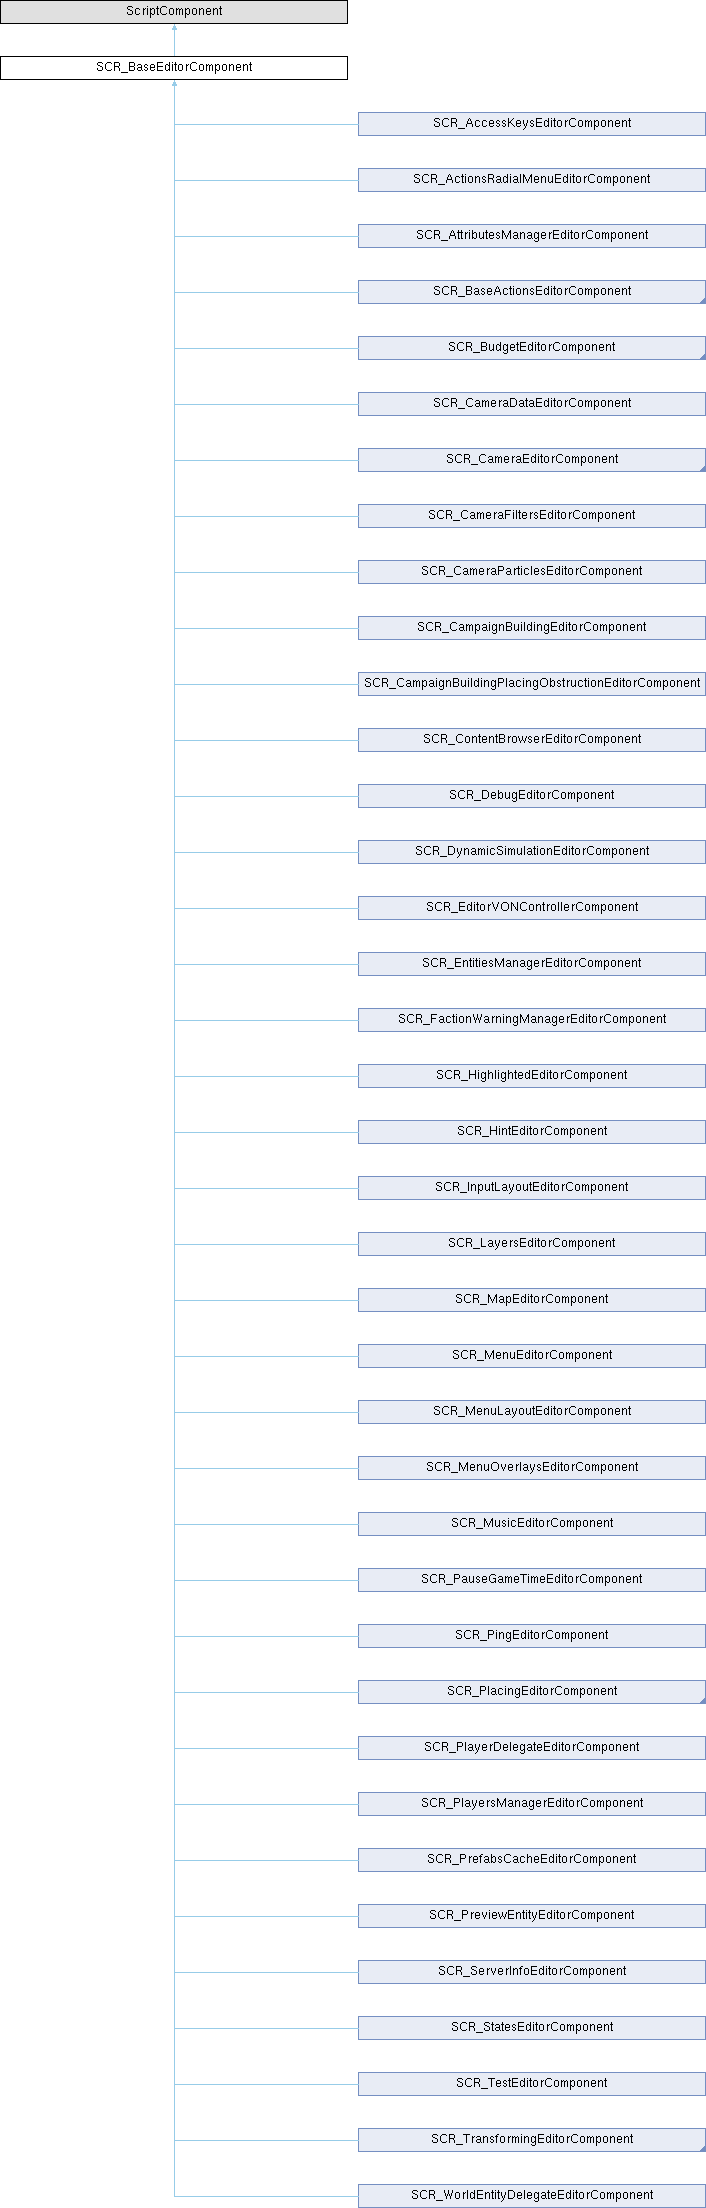 ScriptComponent
SCR_BaseEditorComponent
SCR_AccessKeysEditorComponent
SCR_ActionsRadialMenuEditorComponent
SCR_AttributesManagerEditorComponent
SCR_BaseActionsEditorComponent
SCR_BudgetEditorComponent
SCR_CameraDataEditorComponent
SCR_CameraEditorComponent
SCR_CameraFiltersEditorComponent
SCR_CameraParticlesEditorComponent
SCR_CampaignBuildingEditorComponent
SCR_CampaignBuildingPlacingObstructionEditorComponent
SCR_ContentBrowserEditorComponent
SCR_DebugEditorComponent
SCR_DynamicSimulationEditorComponent
SCR_EditorVONControllerComponent
SCR_EntitiesManagerEditorComponent
SCR_FactionWarningManagerEditorComponent
SCR_HighlightedEditorComponent
SCR_HintEditorComponent
SCR_InputLayoutEditorComponent
SCR_LayersEditorComponent
SCR_MapEditorComponent
SCR_MenuEditorComponent
SCR_MenuLayoutEditorComponent
SCR_MenuOverlaysEditorComponent
SCR_MusicEditorComponent
SCR_PauseGameTimeEditorComponent
SCR_PingEditorComponent
SCR_PlacingEditorComponent
SCR_PlayerDelegateEditorComponent
SCR_PlayersManagerEditorComponent
SCR_PrefabsCacheEditorComponent
SCR_PreviewEntityEditorComponent
SCR_ServerInfoEditorComponent
SCR_StatesEditorComponent
SCR_TestEditorComponent
SCR_TransformingEditorComponent
SCR_WorldEntityDelegateEditorComponent